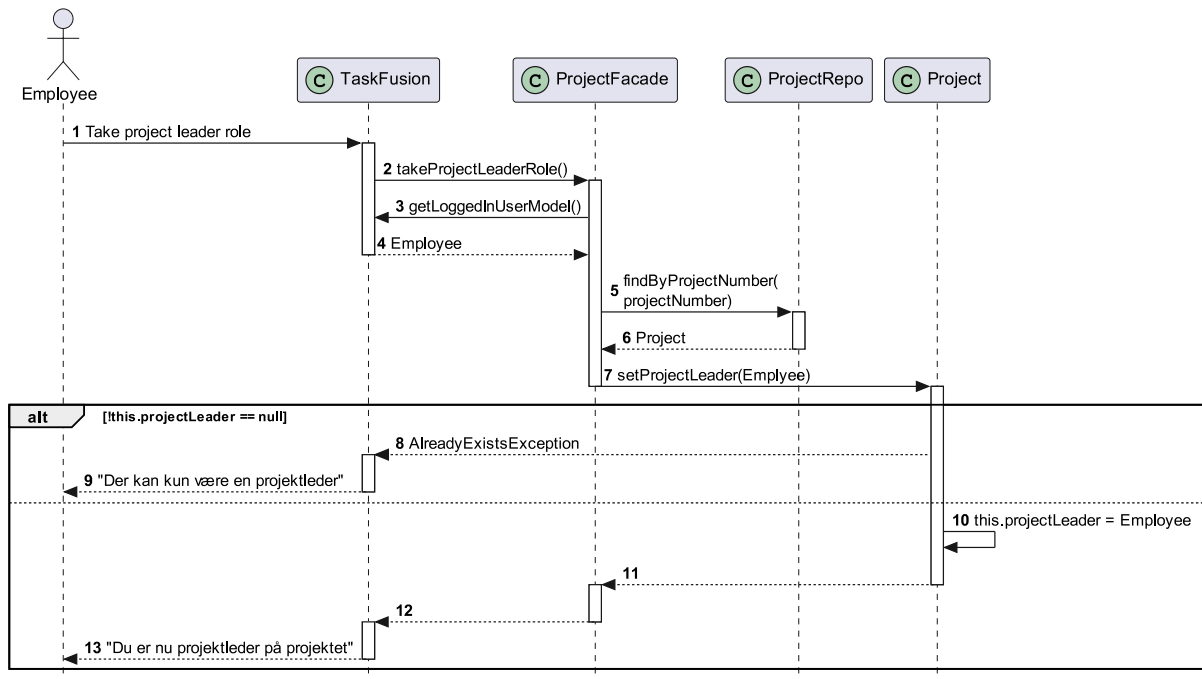 Employee
C TaskFusion
C ProjectFacade
C ProjectRepo
C Project
1 Take project leader role
2 takeProjectLeaderRole()
3 getLoggedInUserModel()
4 Employee
5 findByProjectNumber(
projectNumber)
6 Project
7 setProjectLeader(Emplyee)
alt [!this.projectLeader == null]
8 AlreadyExistsException
9 "Der kan kun være en projektleder"
10 this.projectLeader = Employee
11
12
13 "Du er nu projektleder på projektet"